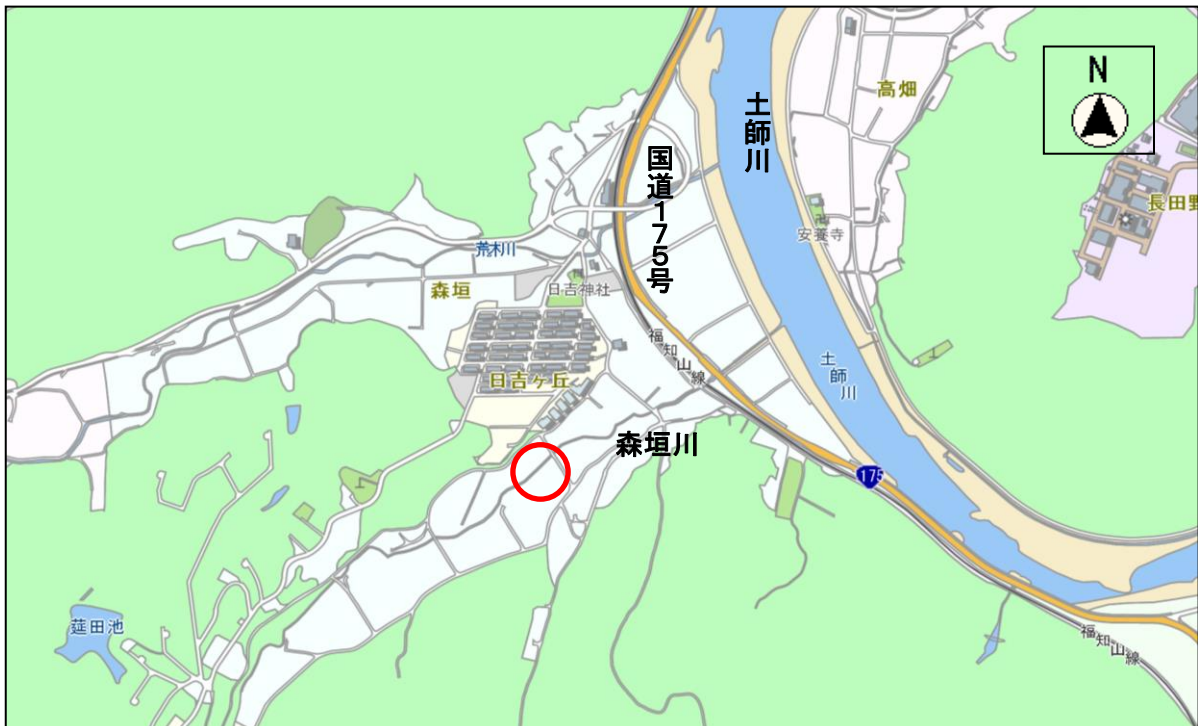 N
高畑
土師川
国道175号
長田野
安養寺
荒木川
森垣
日吉神社
福知山線
土師川
日吉ヶ丘
森垣川
175
莚田池
福知山線